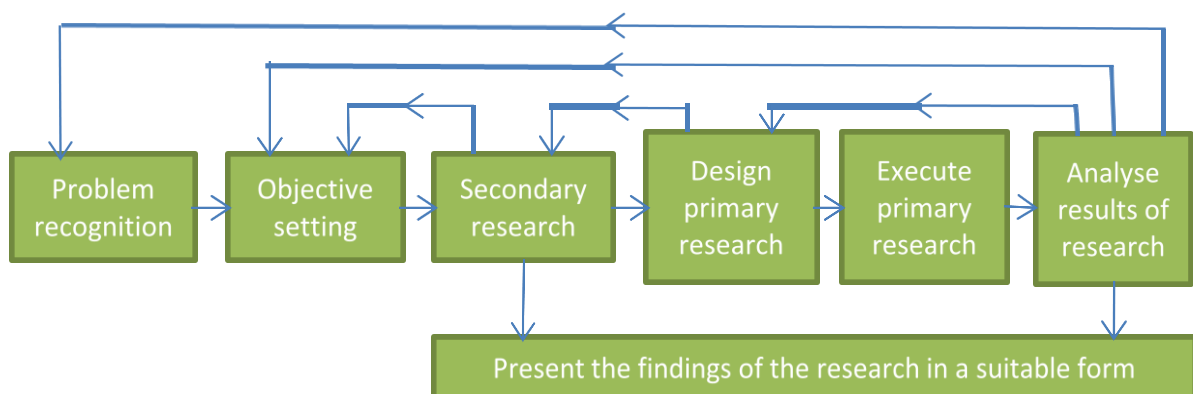 Problem
recognition
Objective
setting
Secondary
research
Design
primary
research
Execute
primary
research
Analyse
results of
research
Present the findings of the research in a suitable form